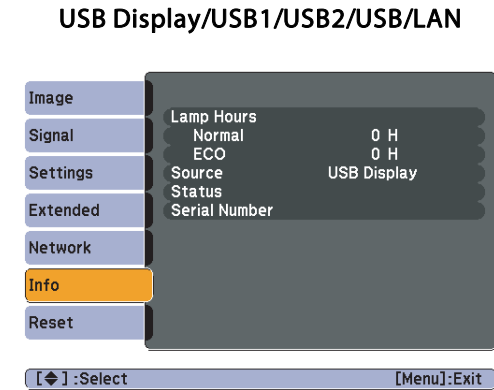 USB Display/USB1/USB2/USB/LAN
Image
Signal
Settings
Extended
Network
Info
Reset
Lamp Hours
Normal 0 H
ECO 0 H
Source USB Display
Status
Serial Number
[◆] :Select [Menu]:Exit